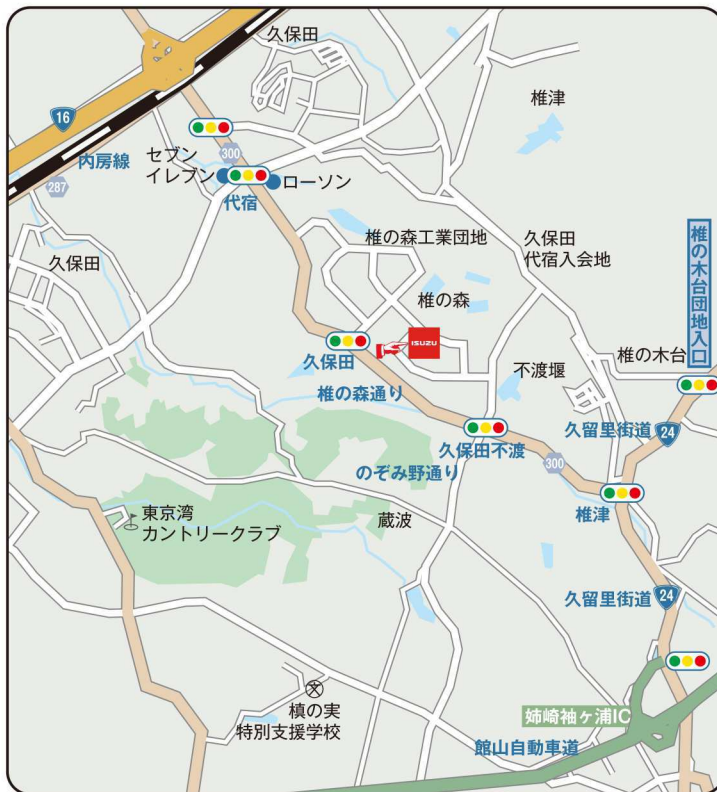 久保田
16
椎津
300
内房線
セブン
イレブン
ローソン
代宿
287
久保田
椎の森工業団地
久保田
代宿入会地
椎の木台団地入口
椎の森
ISUZU
久保田
不渡堰
椎の木台
椎の森通り
久留里街道
24
久保田不渡
のぞみ野通り
300
椎津
東京湾
カントリークラブ
蔵波
久留里街道
24
槙の実
特別支援学校
姉崎袖ヶ浦IC
館山自動車道